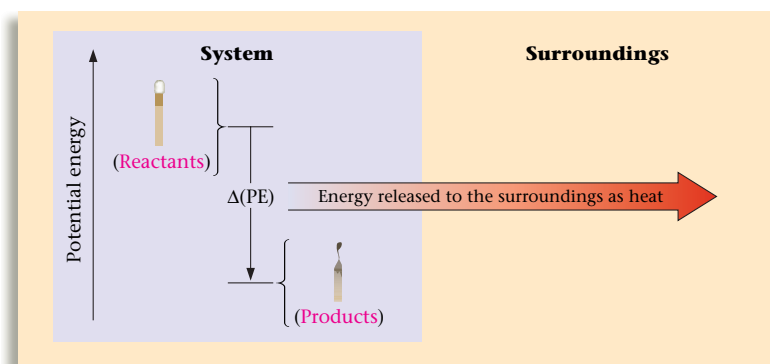 System
Surroundings
Potential energy
(Reactants)
Δ(PE)
Energy released to the surroundings as heat
(Products)